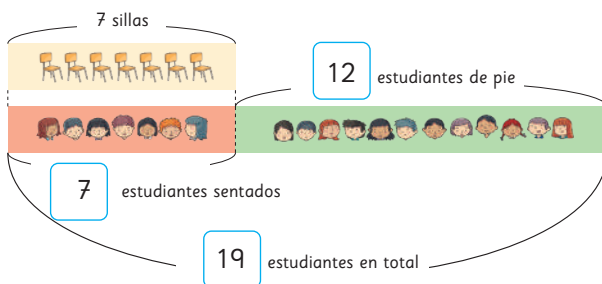 7 sillas
12 estudiantes de pie
7 estudiantes sentados
19 estudiantes en total